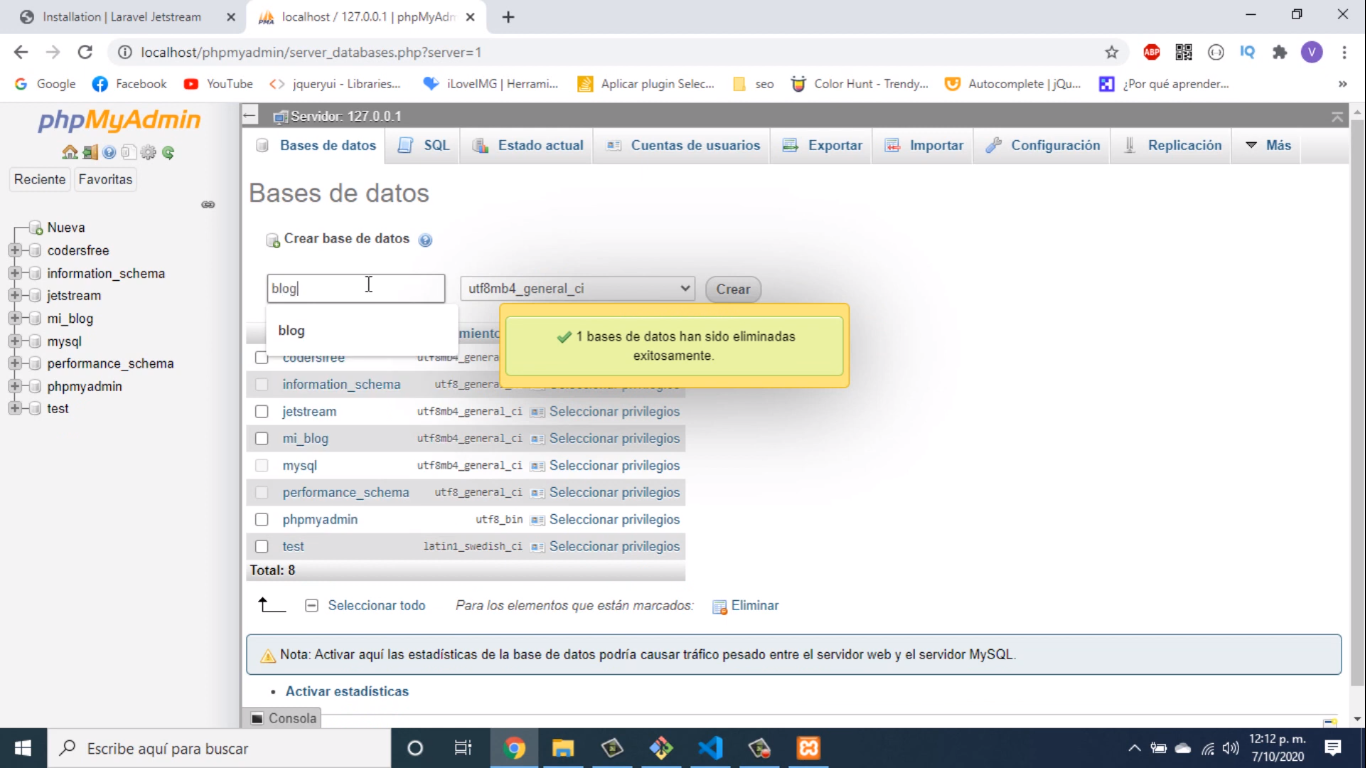 Installation | Laravel Jetstream
localhost / 127.0.0.1 | phpMyAdm
localhost/phpmyadmin/server_databases.php?server=1
ABP
IQ
V
Google
Facebook
YouTube
jqueryui - Libraries...
iLoveIMG | Herrami...
Aplicar plugin Selec...
seo
Color Hunt - Trendy...
Autocomplete | jQu...
¿Por qué aprender...
phpMyAdmin
Reciente
Favoritas
Nueva
codersfree
information_schema
jetstream
mi_blog
mysql
performance_schema
phpmyadmin
test
Servidor: 127.0.0.1
Bases de datos
SQL
Estado actual
Cuentas de usuarios
Exportar
Importar
Configuración
Replicación
Más
Bases de datos
Crear base de datos
blog
utf8mb4_general_ci
Crear
blog
1 bases de datos han sido eliminadas
exitosamente.
codersfree
information_schema utf8_general_c
jetstream utf8mb4_general_ci Seleccionar privilegios
mi_blog utf8mb4_general_ci Seleccionar privilegios
mysql utf8mb4_general_ci Seleccionar privilegios
performance_schema utf8_general_ci Seleccionar privilegios
phpmyadmin utf8_bin Seleccionar privilegios
test latin1_swedish_ci Seleccionar privilegios
Total: 8
Seleccionar todo
Para los elementos que están marcados:
Eliminar
Nota: Activar aquí las estadísticas de la base de datos podría causar tráfico pesado entre el servidor web y el servidor MySQL.
Activar estadísticas
Consola
Escribe aquí para buscar
12:12 p. m.
7/10/2020